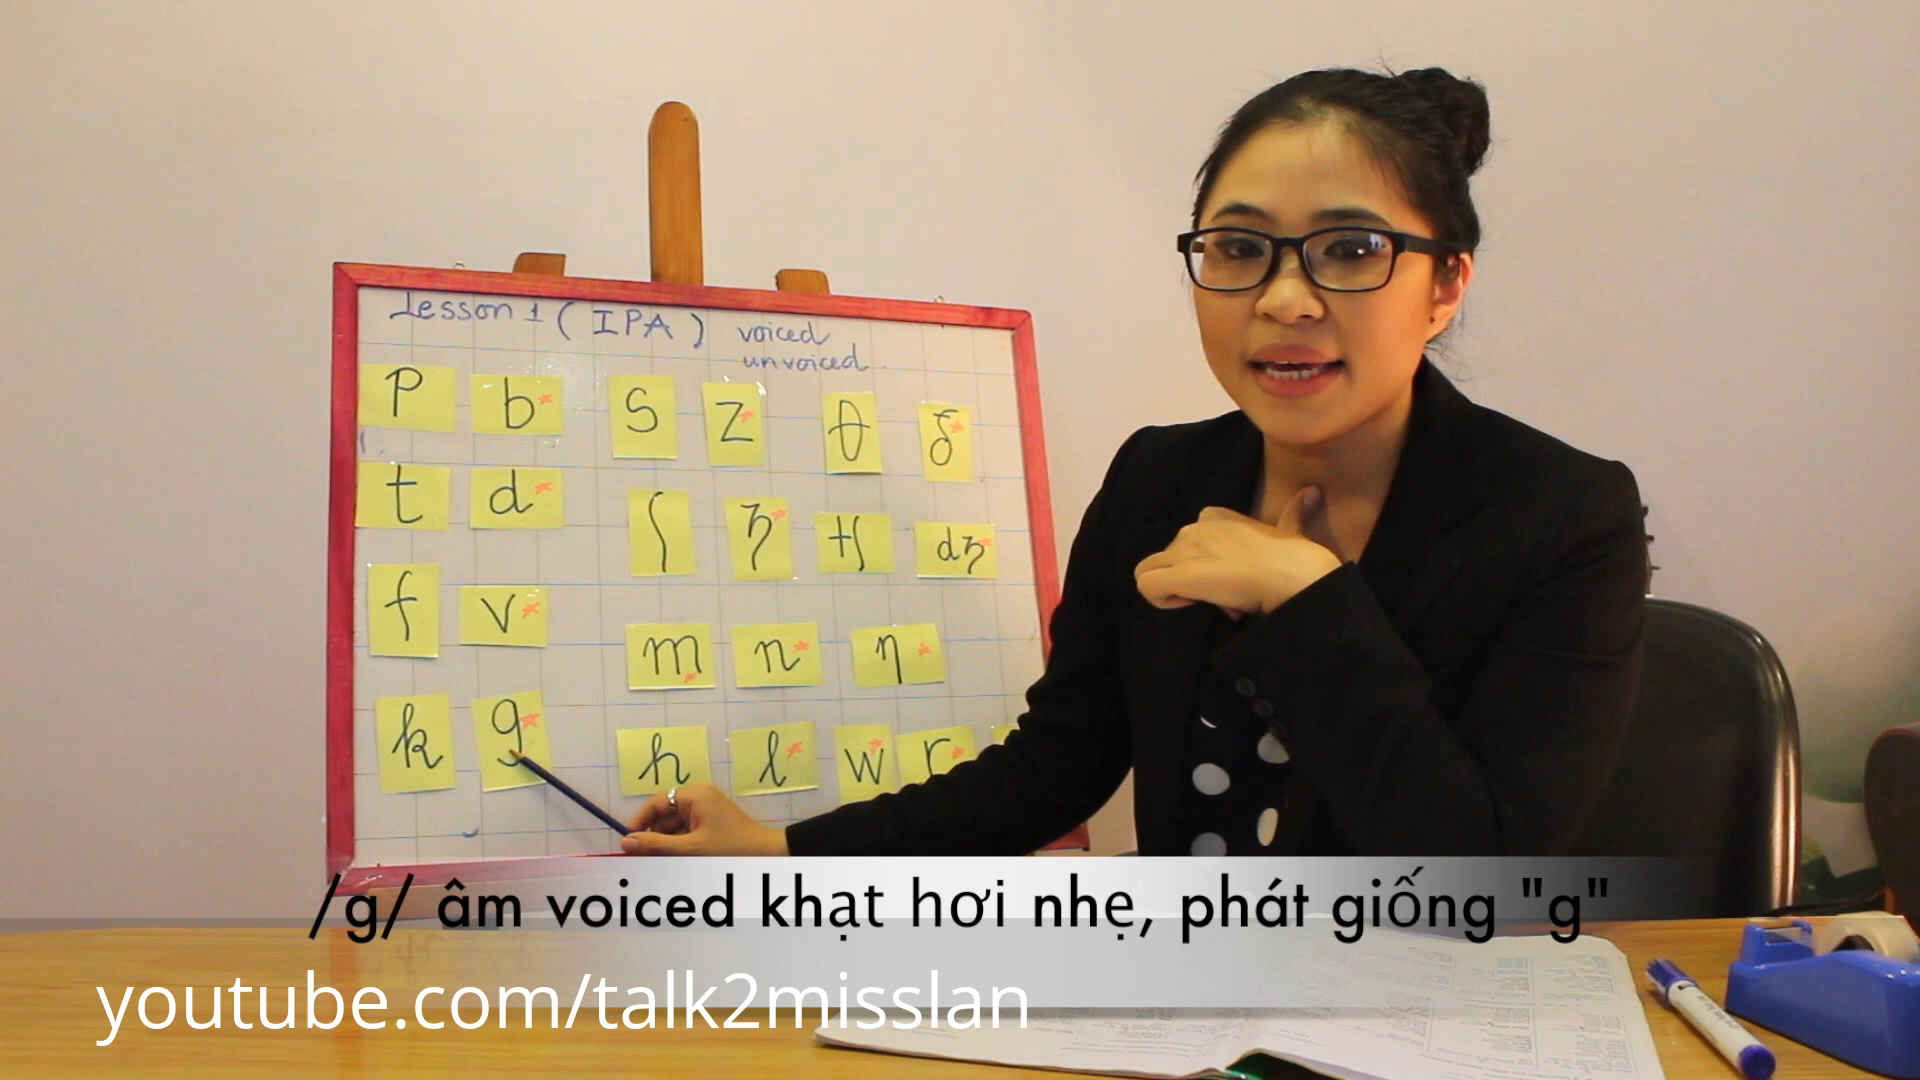 Lesson 1 ( IPA ) voiced
unvoiced
p b s z θ ð
t d ʃ ʒ tʃ dʒ
f v m n ŋ
k g h l w r
/g/ âm voiced khạt hơi nhẹ, phát giống "g"
youtube.com/talk2misslan